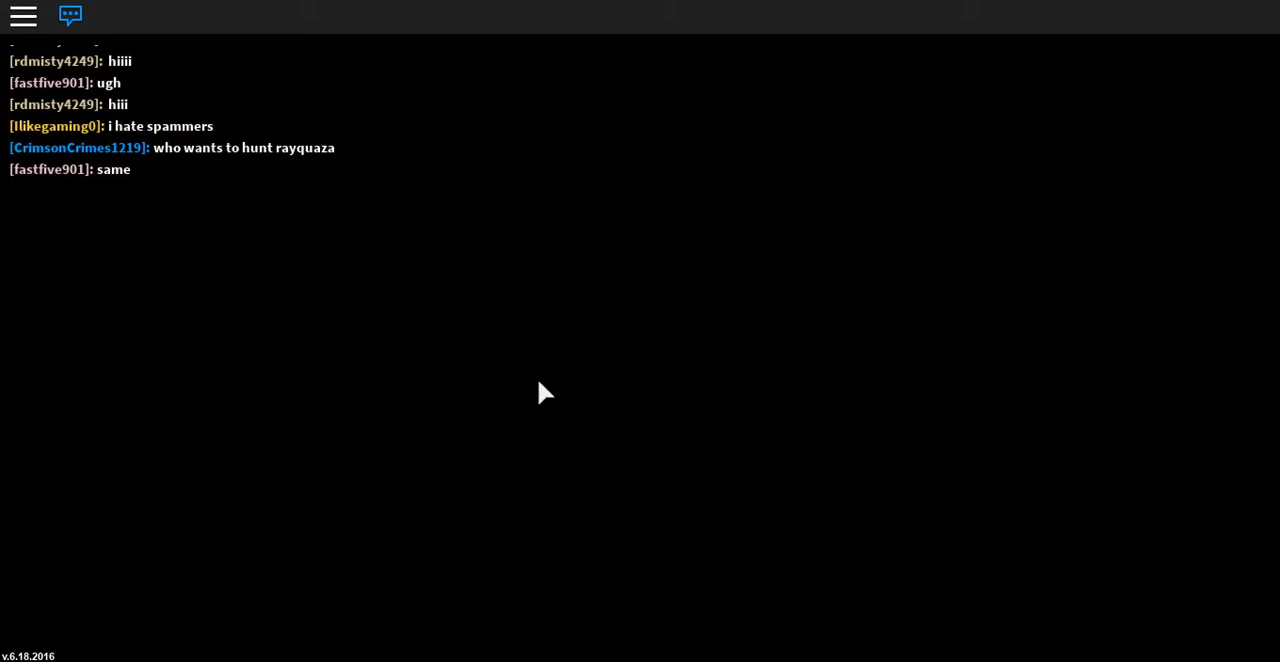 [rdmisty4249]: hiiii
[fastfive901]: ugh
[rdmisty4249]: hiii
[Ilikegaming0]: i hate spammers
[CrimsonCrimes1219]: who wants to hunt rayquaza
[fastfive901]: same
v.6.18.2016